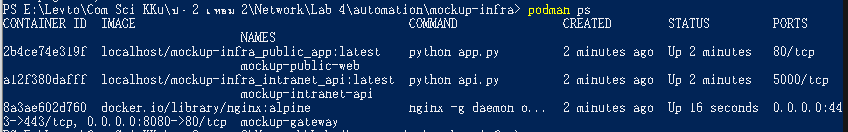 PS E:\Levto\Com Sci KKu\ป. 2 เทอม 2\Network\Lab 4\automation\mockup-infra> podman ps
CONTAINER ID  IMAGE                                     COMMAND               CREATED        STATUS         PORTS
                     NAMES
2b4ce74e319f  localhost/mockup-infra_public_app:latest    python app.py         2 minutes ago  Up 2 minutes   80/tcp
                     mockup-public-web
a12f380dafff  localhost/mockup-infra_intranet_api:latest  python api.py         2 minutes ago  Up 2 minutes   5000/tcp
                     mockup-intranet-api
8a3ae602d760  docker.io/library/nginx:alpine              nginx -g daemon o...  2 minutes ago  Up 16 seconds  0.0.0.0:44
3->443/tcp, 0.0.0.0:8080->80/tcp  mockup-gateway